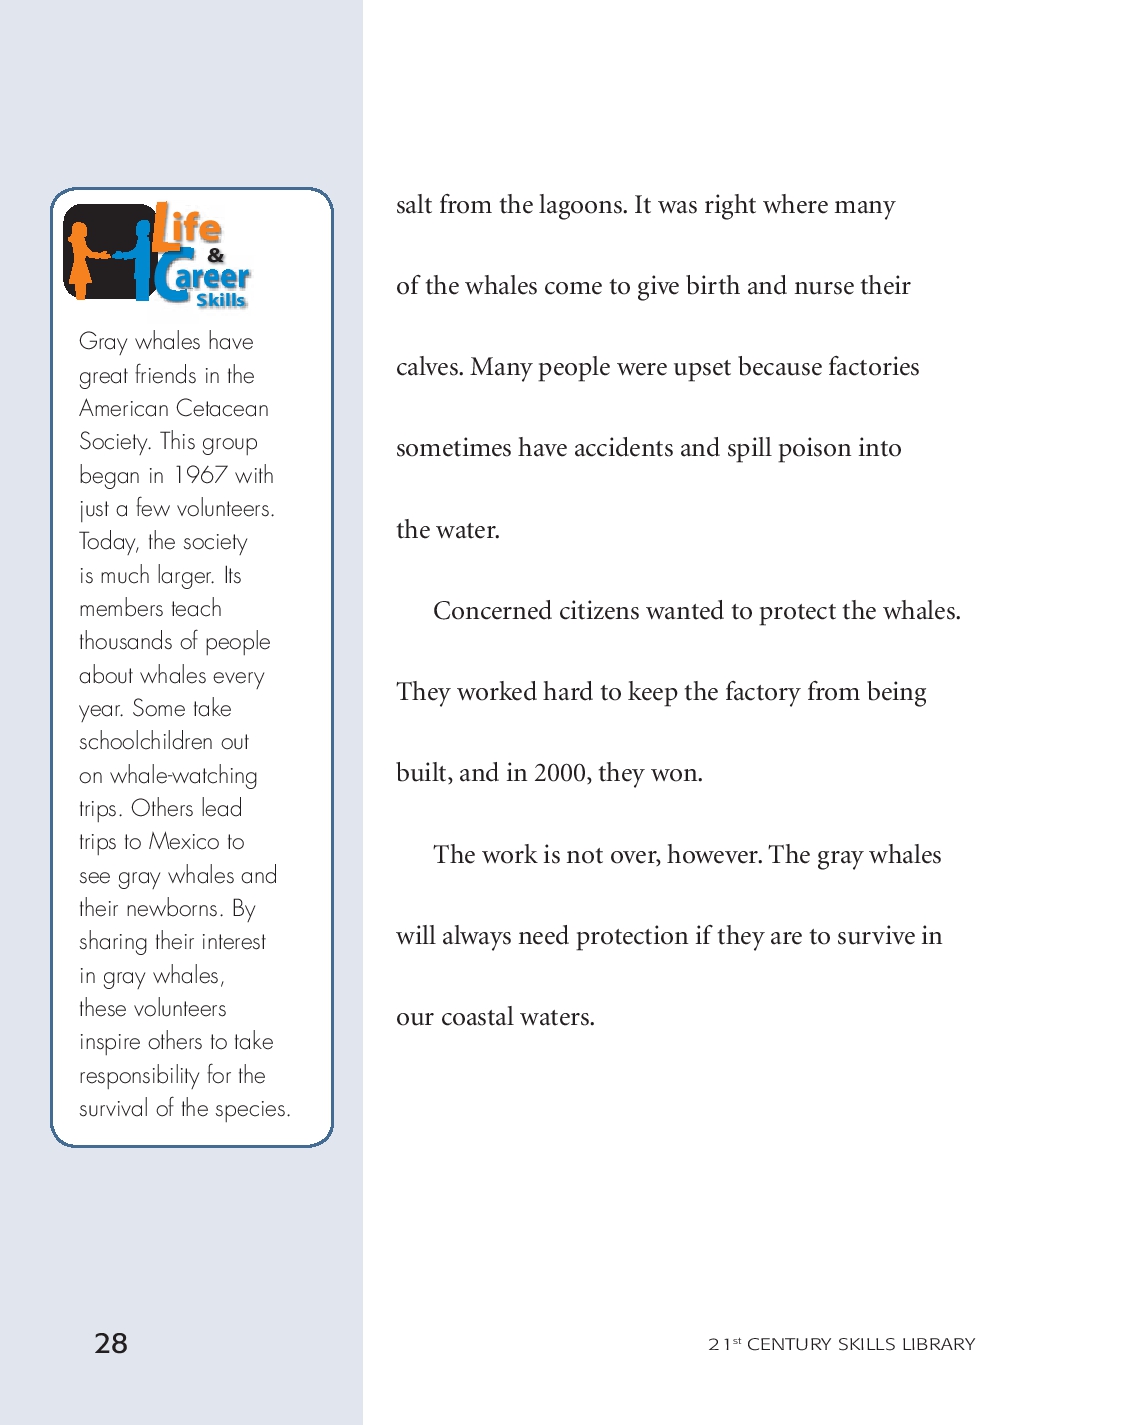 Life
&
Career
Skills
Gray whales have
great friends in the
American Cetacean
Society. This group
began in 1967 with
just a few volunteers.
Today, the society
is much larger. Its
members teach
thousands of people
about whales every
year. Some take
schoolchildren out
on whale-watching
trips. Others lead
trips to Mexico to
see gray whales and
their newborns. By
sharing their interest
in gray whales,
these volunteers
inspire others to take
responsibility for the
survival of the species.
salt from the lagoons. It was right where many
of the whales come to give birth and nurse their
calves. Many people were upset because factories
sometimes have accidents and spill poison into
the water.
Concerned citizens wanted to protect the whales.
They worked hard to keep the factory from being
built, and in 2000, they won.
The work is not over, however. The gray whales
will always need protection if they are to survive in
our coastal waters.
28
21st CENTURY SKILLS LIBRARY